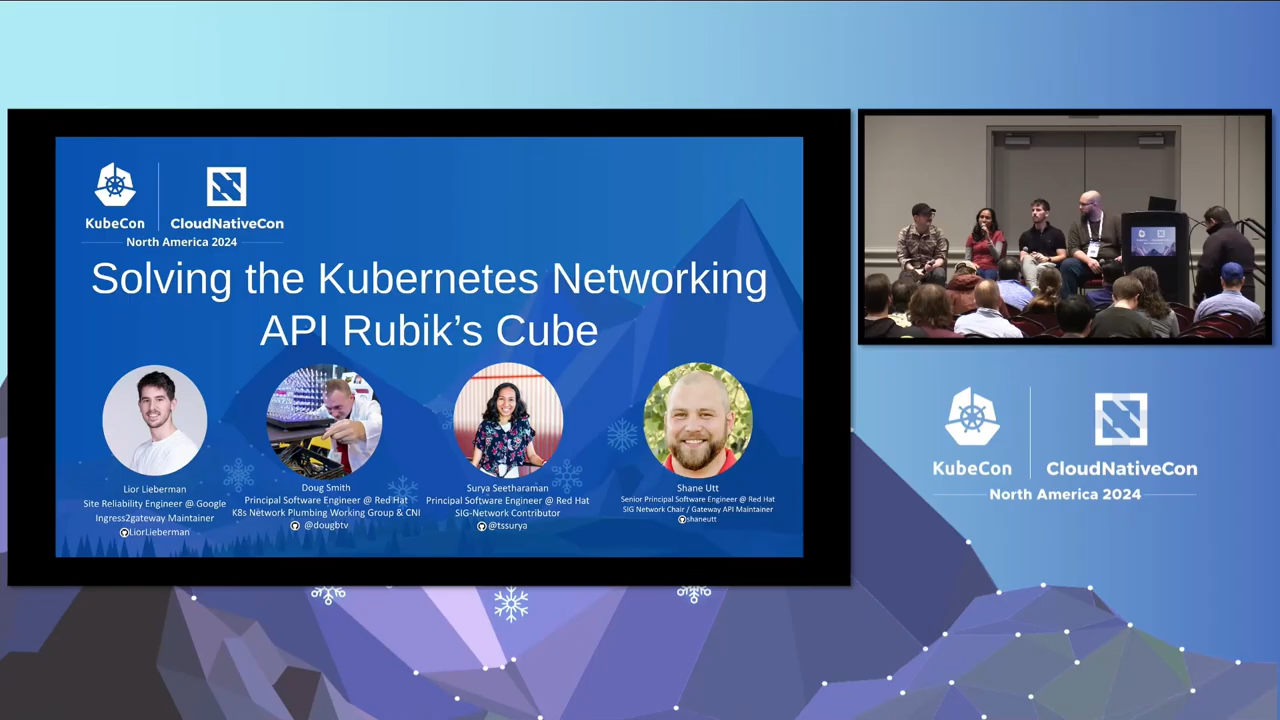 KubeCon
CloudNativeCon
North America 2024
Solving the Kubernetes Networking
API Rubik's Cube
Lior Lieberman
Site Reliability Engineer @ Google
Ingress2gateway Maintainer
LiorLieberman
Doug Smith
Principal Software Engineer @ Red Hat
K8s Network Plumbing Working Group & CNI
@dougbtv
Surya Seetharaman
Principal Software Engineer @ Red Hat
SIG-Network Contributor
@tssurya
Shane Utt
Senior Principal Software Engineer @ Red Hat
SIG Network Chair / Gateway API Maintainer
@shaneutt
KubeCon
CloudNativeCon
North America 2024